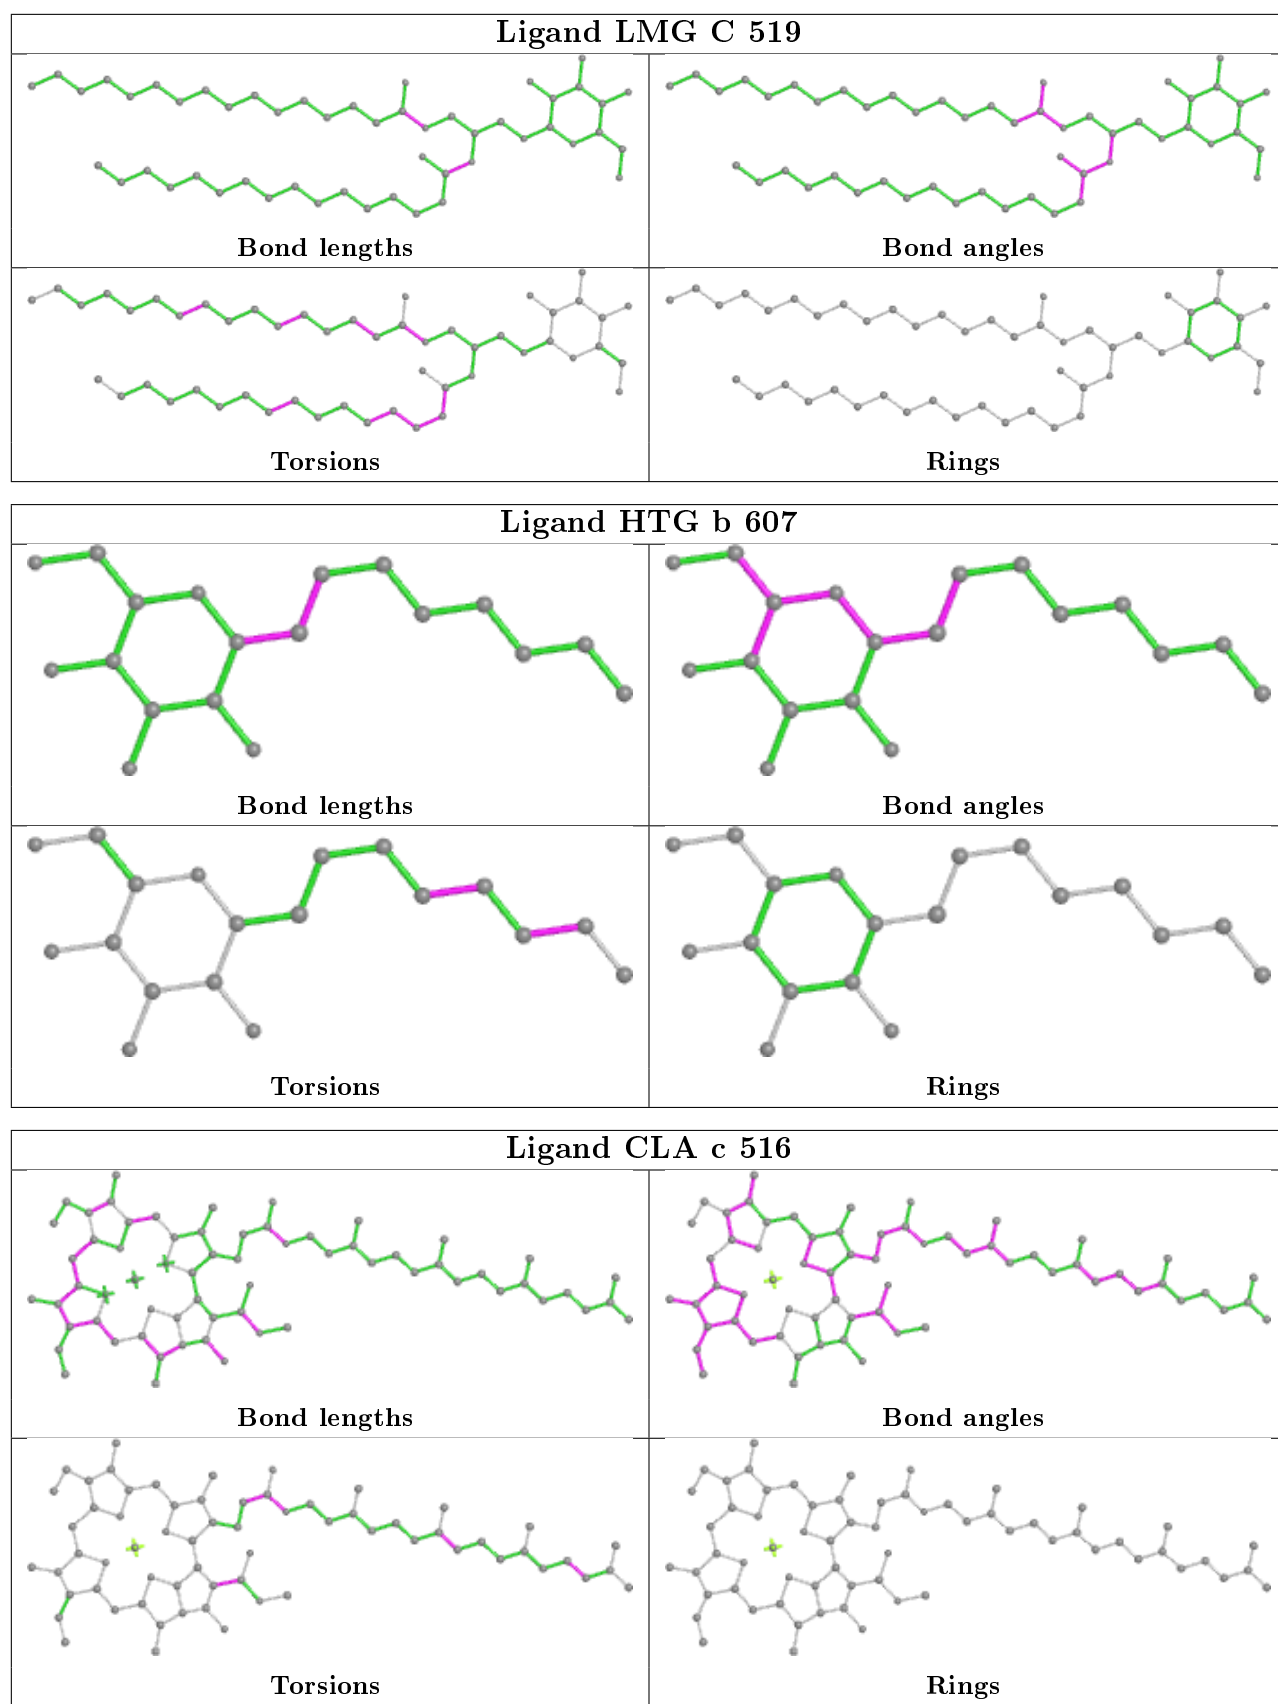 Ligand LMG C 519
Bond lengths
Bond angles
Torsions
Rings
Ligand HTG b 607
Bond lengths
Bond angles
Torsions
Rings
Ligand CLA c 516
Bond lengths
Bond angles
Torsions
Rings